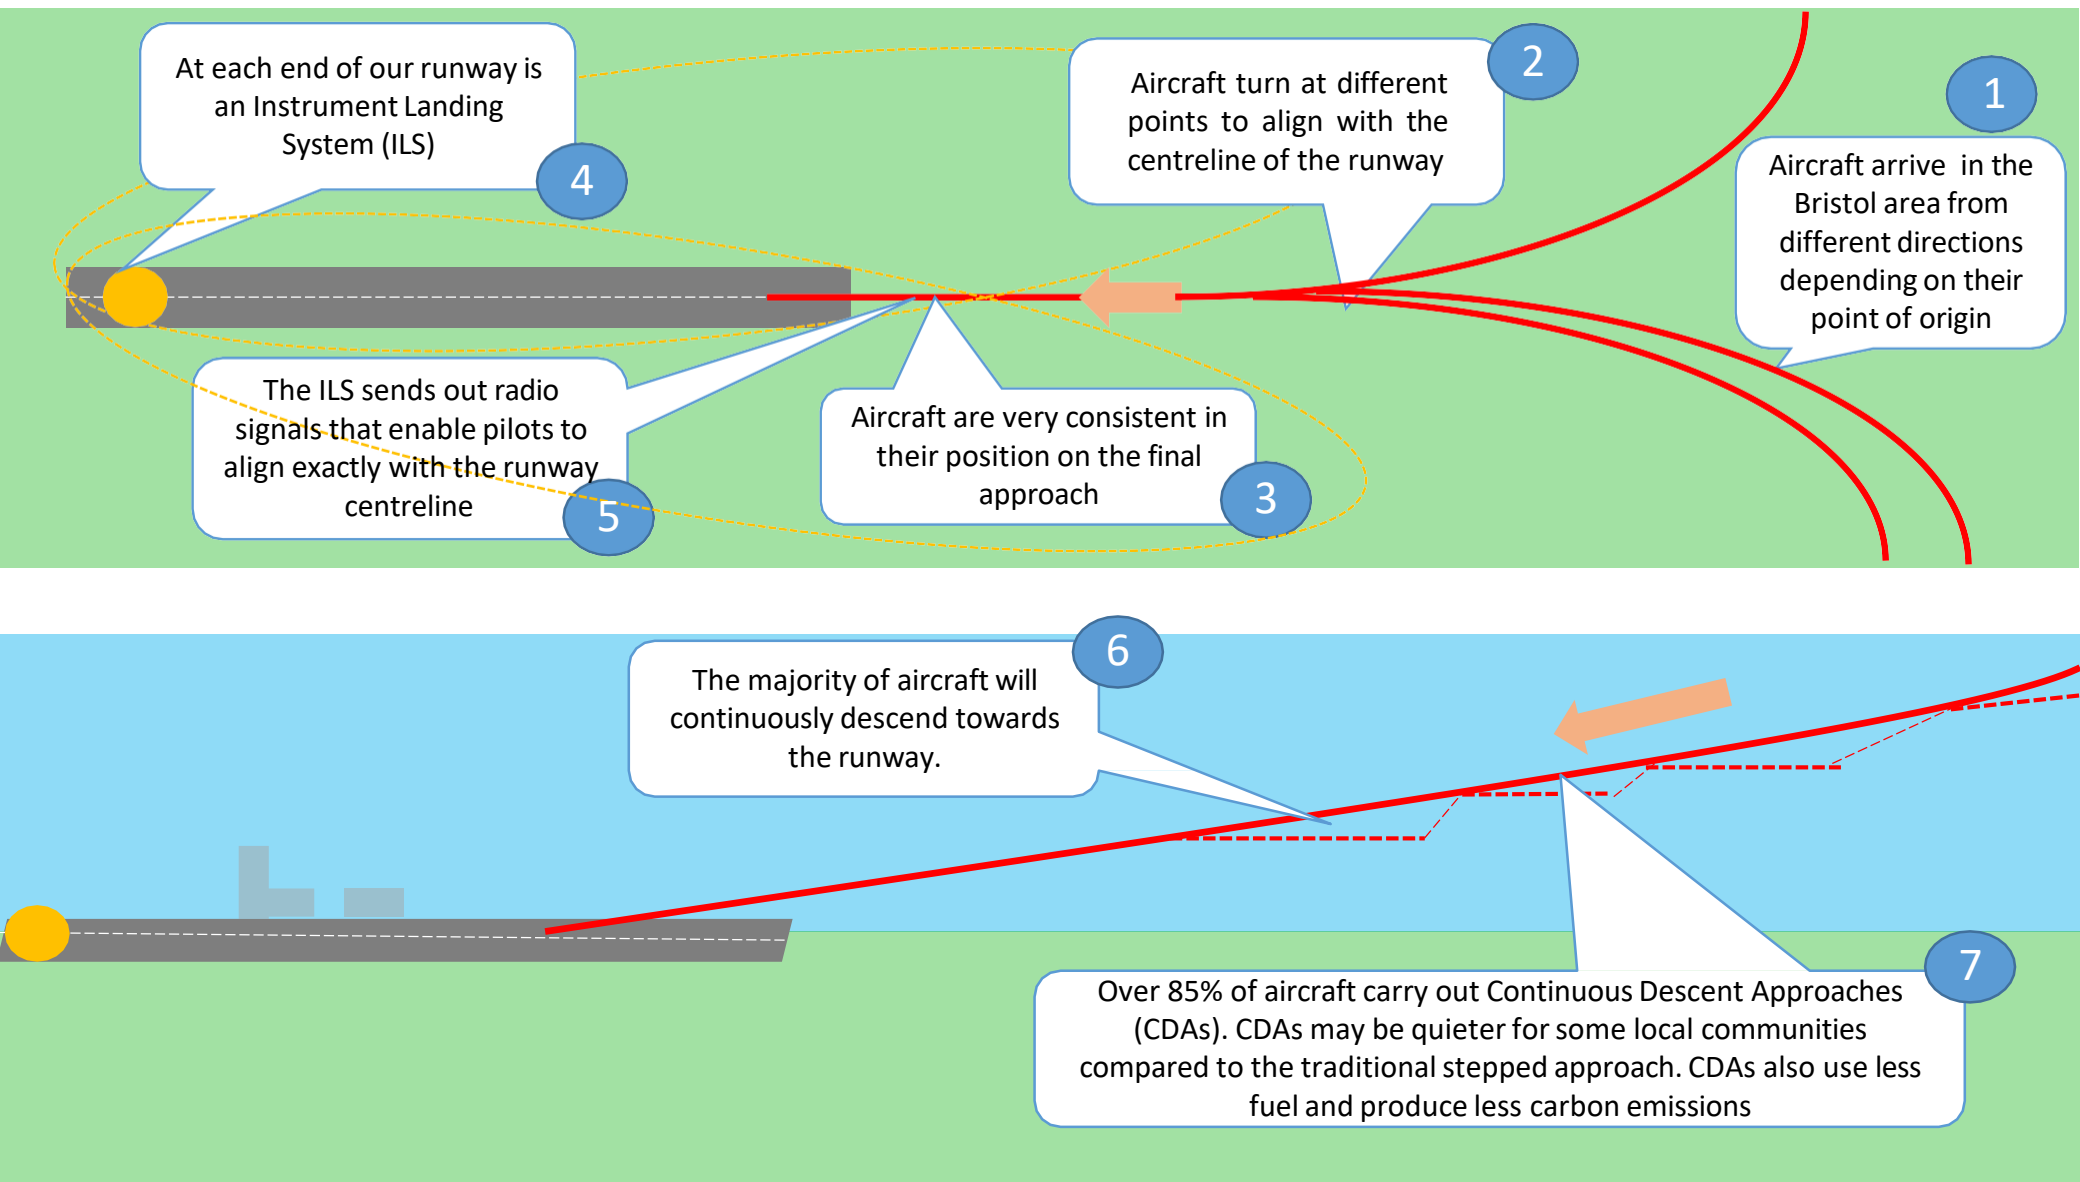 1
Aircraft arrive in the
Bristol area from
different directions
depending on their
point of origin
2
Aircraft turn at different
points to align with the
centreline of the runway
3
Aircraft are very consistent in
their position on the final
approach
4
At each end of our runway is
an Instrument Landing
System (ILS)
5
The ILS sends out radio
signals that enable pilots to
align exactly with the runway
centreline
6
The majority of aircraft will
continuously descend towards
the runway.
7
Over 85% of aircraft carry out Continuous Descent Approaches
(CDAs). CDAs may be quieter for some local communities
compared to the traditional stepped approach. CDAs also use less
fuel and produce less carbon emissions